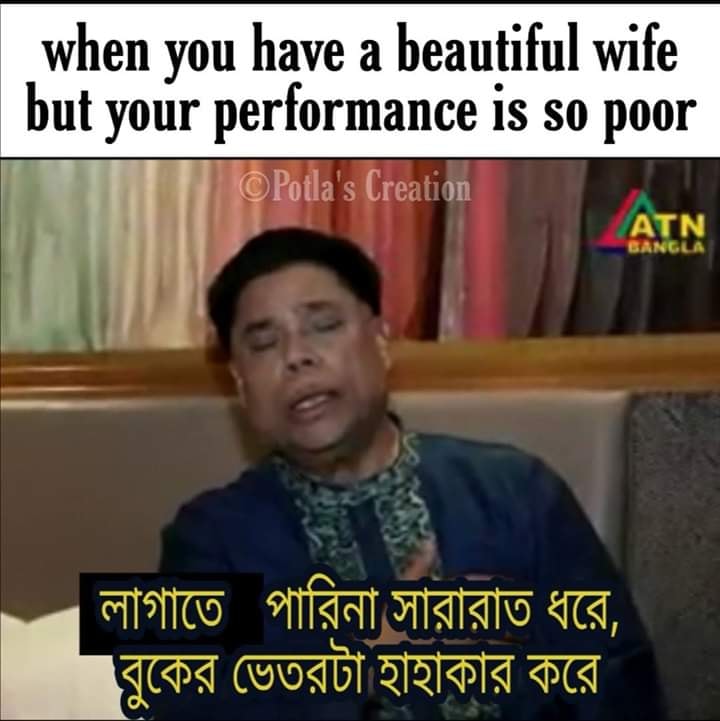 when you have a beautiful wife
but your performance is so poor
©Potla's Creation
ATN
BANGLA
লাগাতে পারিনা সারারাত ধরে,
বুকের ভেতরটা হাহাকার করে